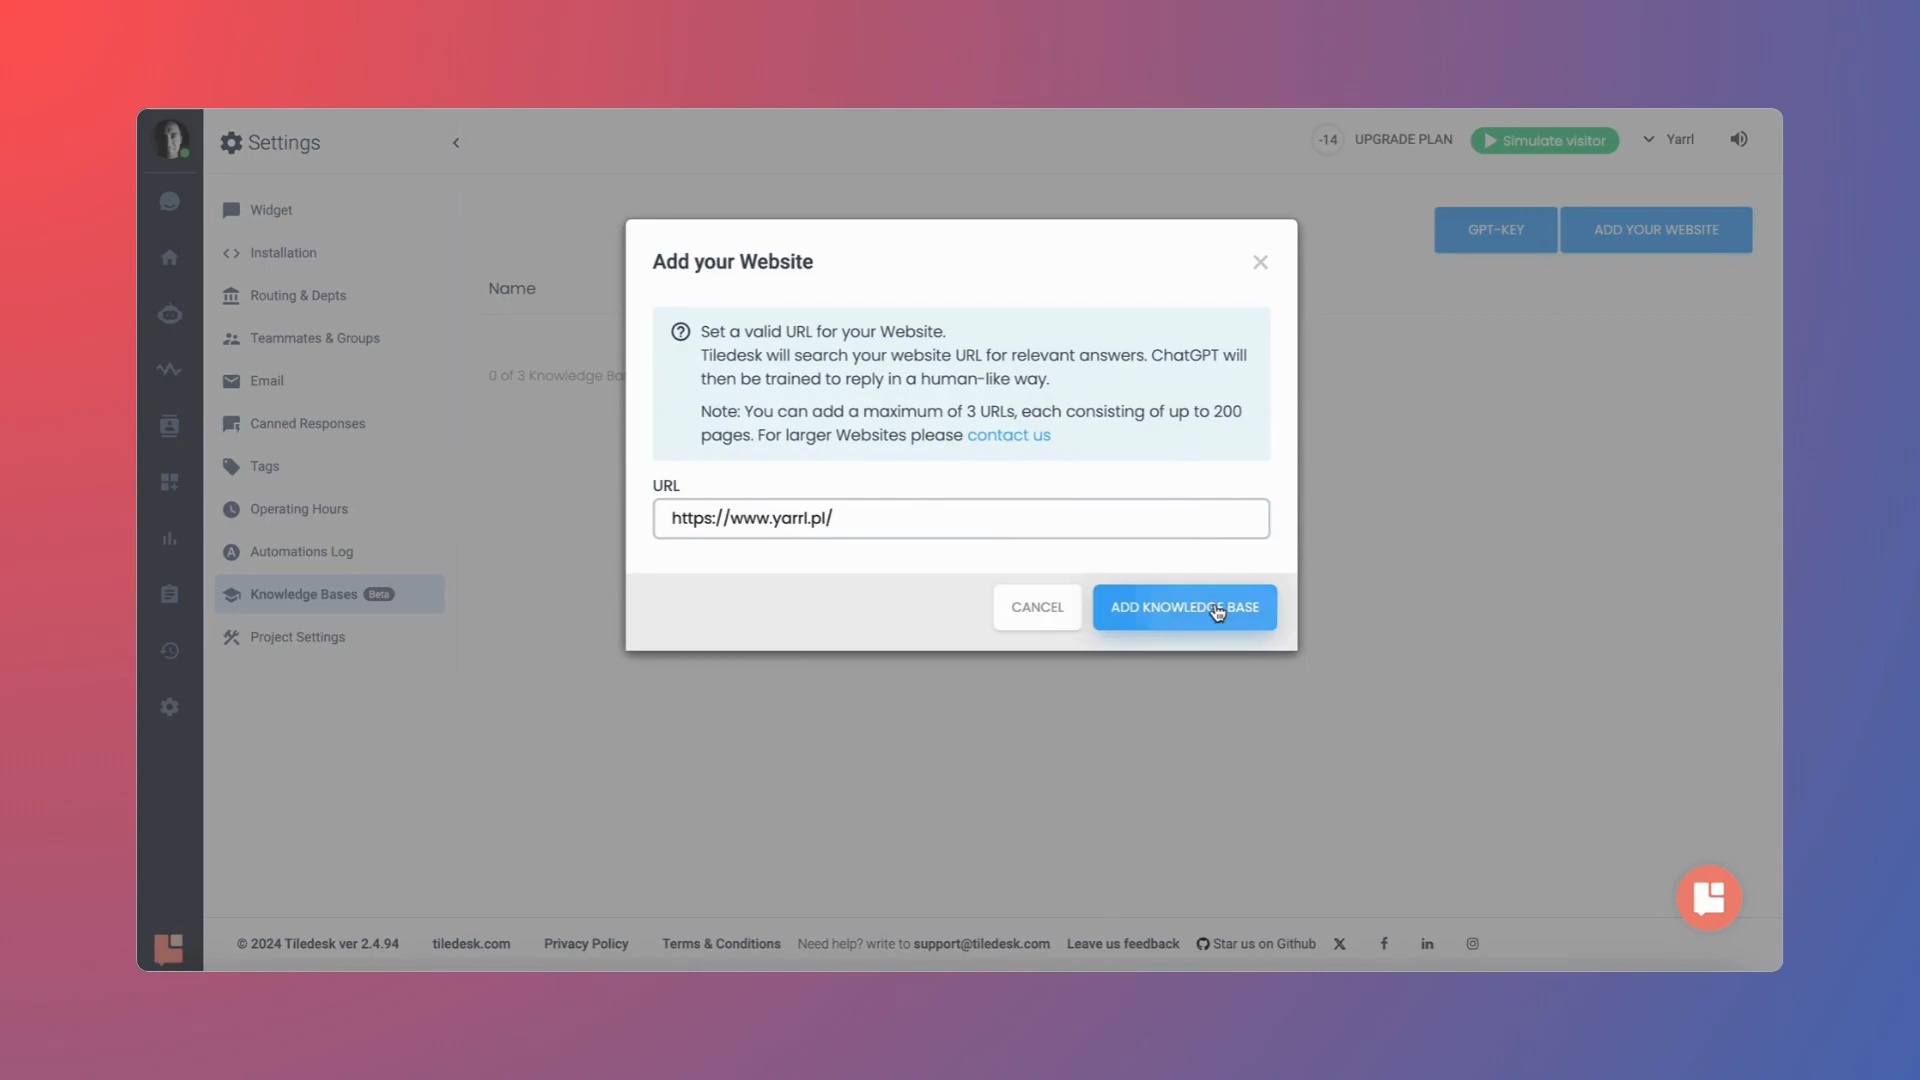 Settings
-14
UPGRADE PLAN
Simulate visitor
Yarrl
Widget
Installation
Routing & Depts
Teammates & Groups
Email
Canned Responses
Tags
Operating Hours
A
Automations Log
Knowledge Bases Beta
Project Settings
GPT-KEY
ADD YOUR WEBSITE
Name
0 of 3 Knowledge
Add your Website
Set a valid URL for your Website.
Tiledesk will search your website URL for relevant answers. ChatGPT will
then be trained to reply in a human-like way.
Note: You can add a maximum of 3 URLs, each consisting of up to 200
pages. For larger Websites please contact us
URL
https://www.yarrl.pl/
CANCEL
ADD KNOWLEDGE BASE
© 2024 Tiledesk ver 2.4.94
tiledesk.com
Privacy Policy
Terms & Conditions
Need help? write to support@tiledesk.com
Leave us feedback
Star us on Github